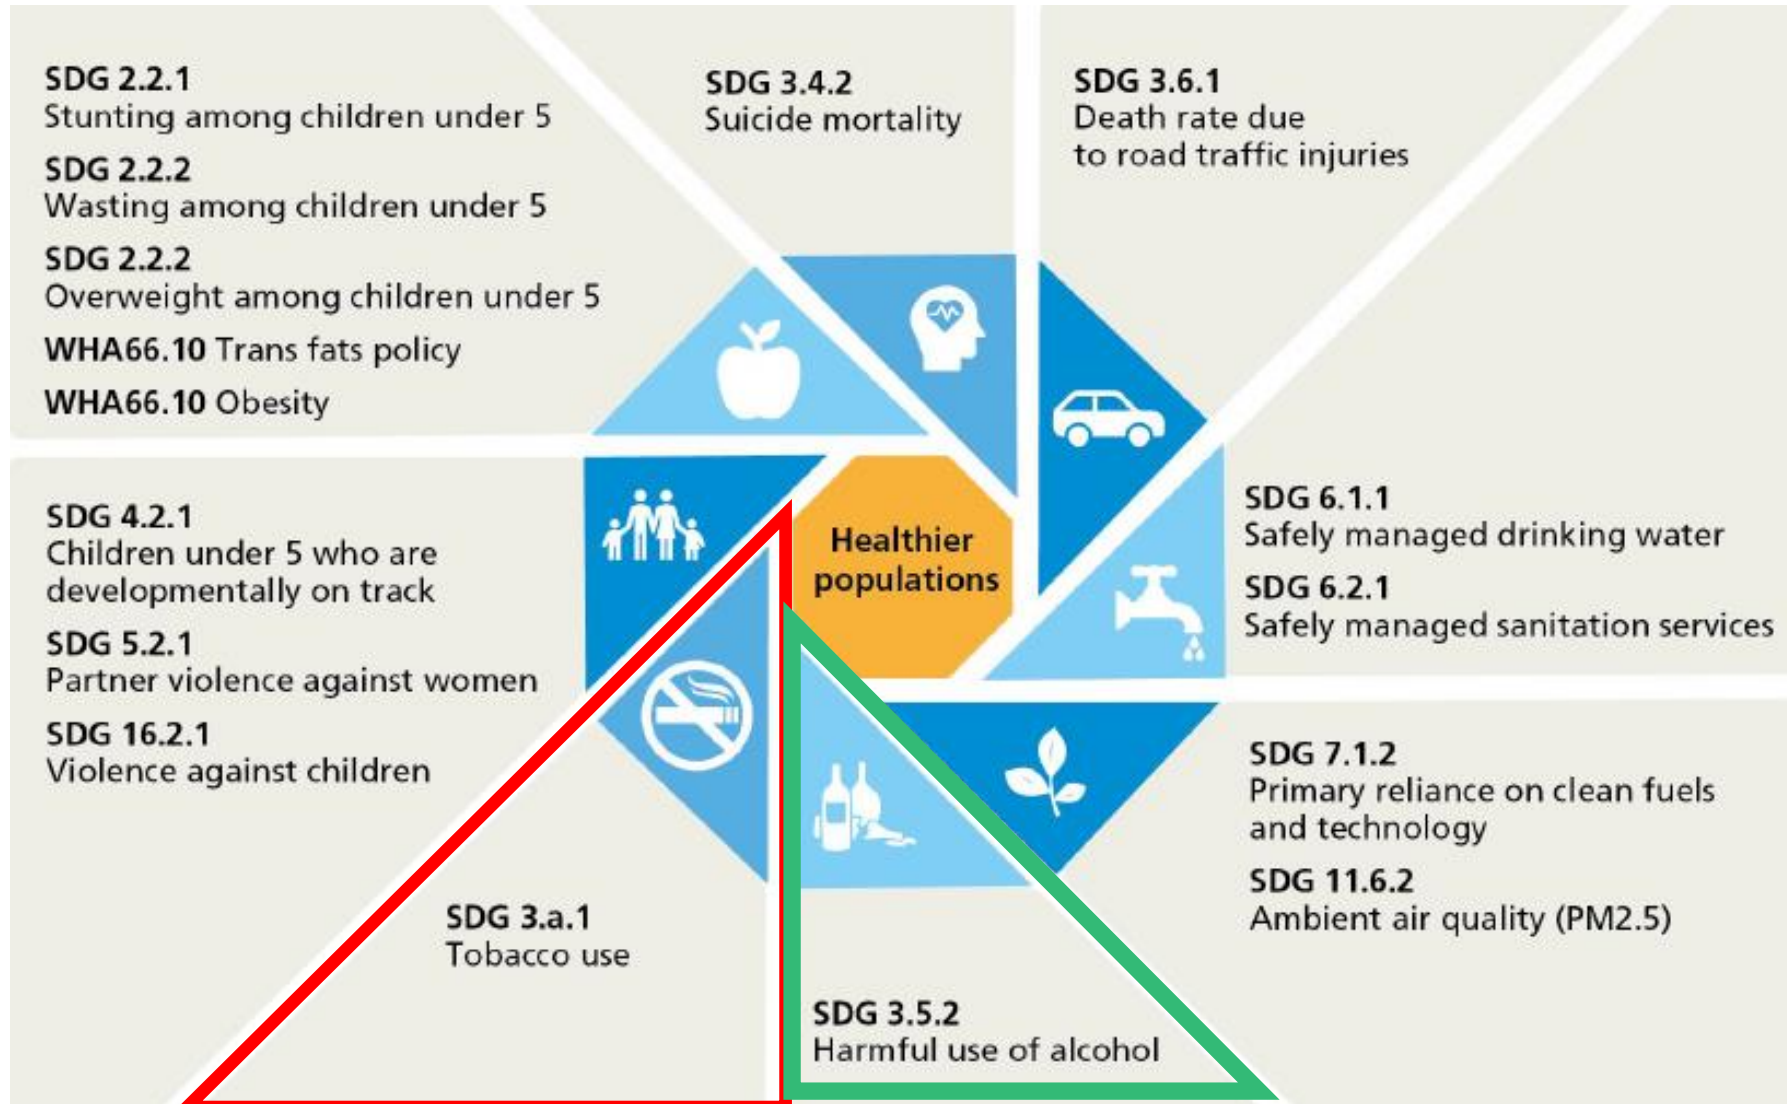 SDG 2.2.1
Stunting among children under 5
SDG 2.2.2
Wasting among children under 5
SDG 2.2.2
Overweight among children under 5
WHA66.10 Trans fats policy
WHA66.10 Obesity
SDG 3.4.2
Suicide mortality
SDG 3.6.1
Death rate due
to road traffic injuries
SDG 4.2.1
Children under 5 who are
developmentally on track
SDG 5.2.1
Partner violence against women
SDG 16.2.1
Violence against children
Healthier
populations
SDG 6.1.1
Safely managed drinking water
SDG 6.2.1
Safely managed sanitation services
SDG 7.1.2
Primary reliance on clean fuels
and technology
SDG 11.6.2
Ambient air quality (PM2.5)
SDG 3.a.1
Tobacco use
SDG 3.5.2
Harmful use of alcohol